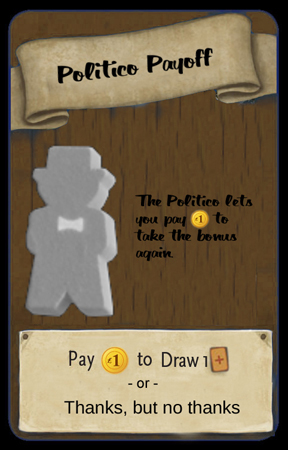 Politico Payoff
The Politico lets
you pay £1 to
take the bonus
again.
Pay £1 to Draw 1
- or -
Thanks, but no thanks